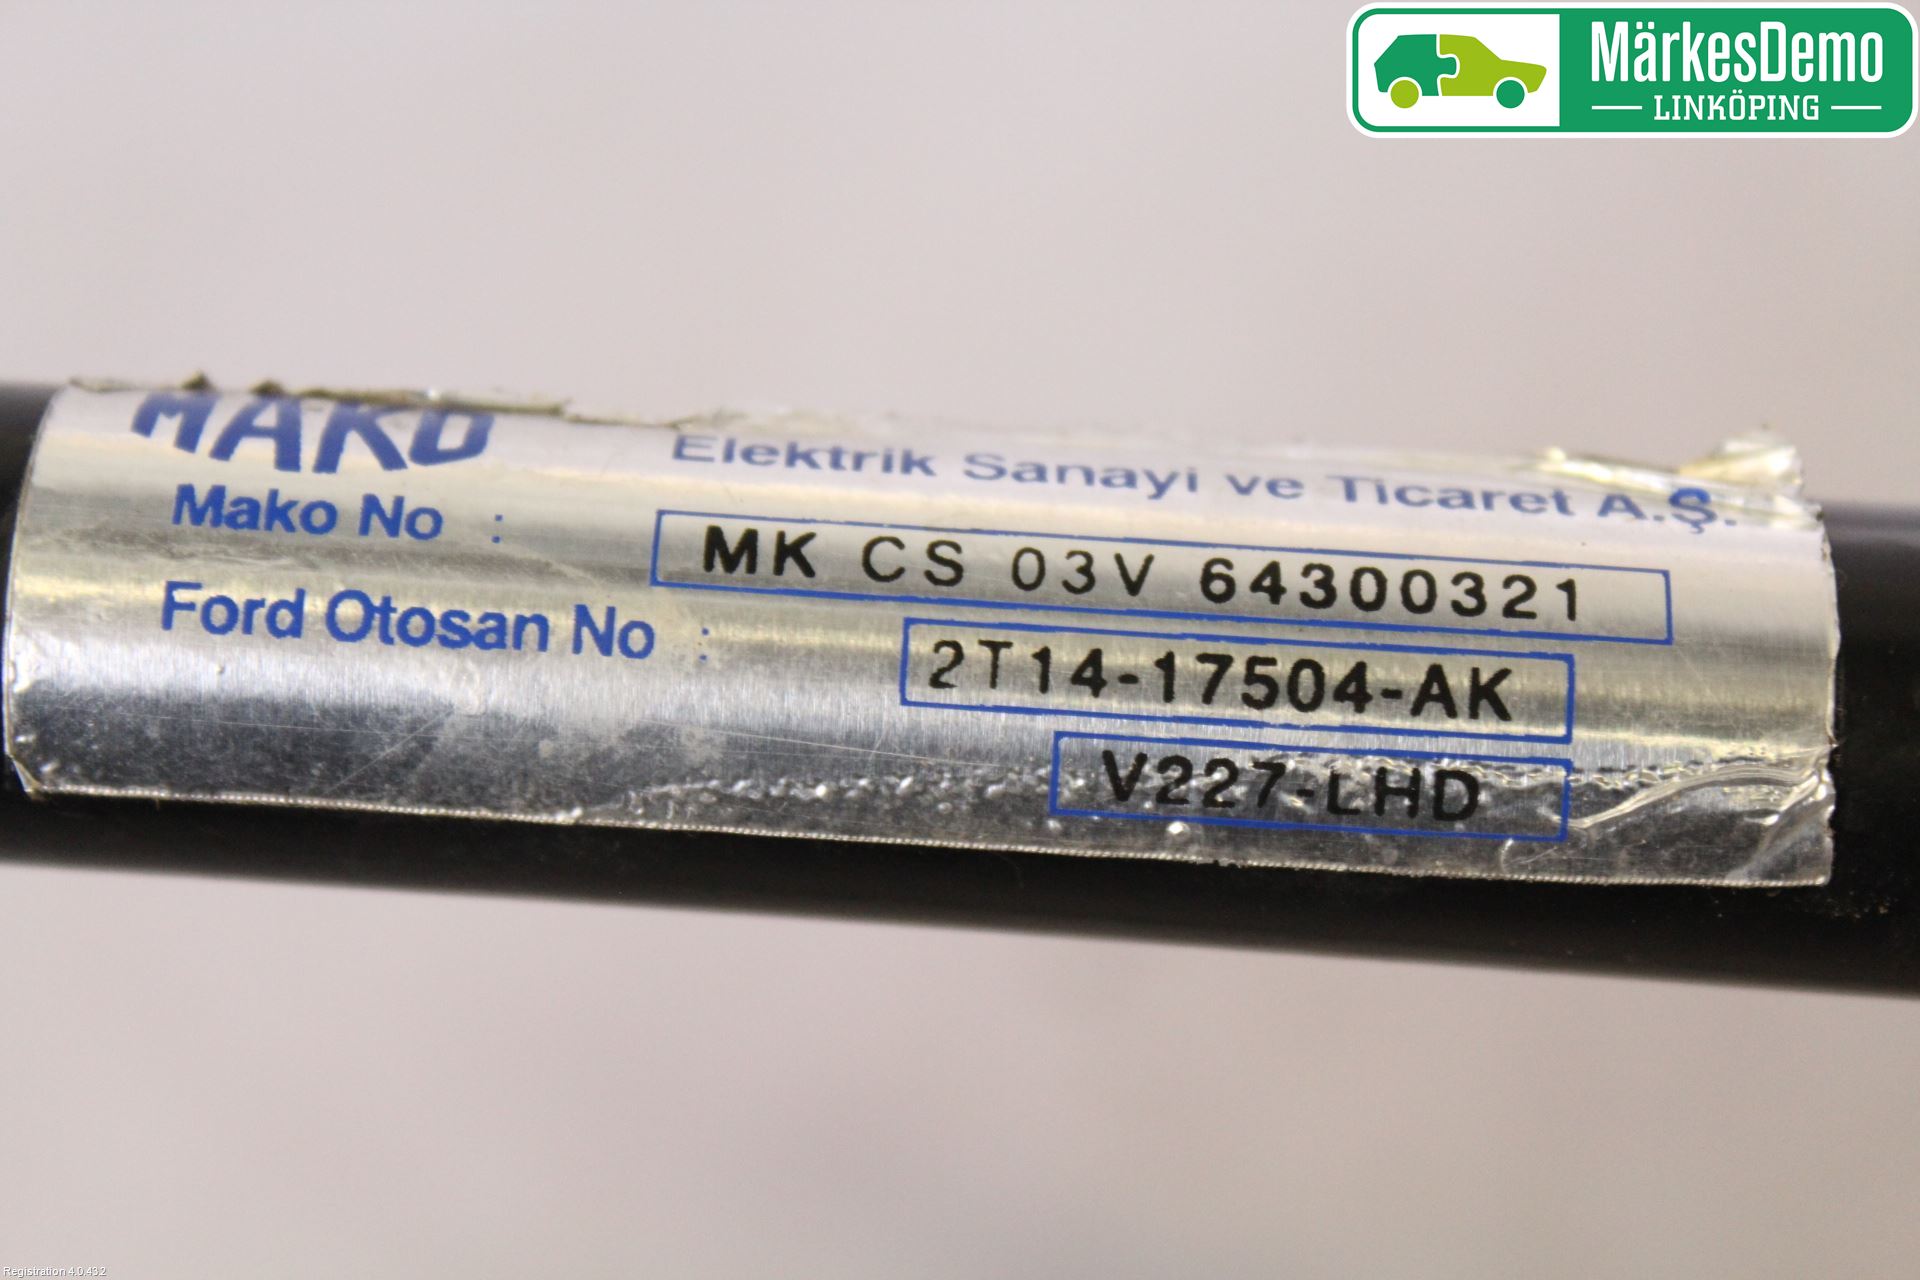 MärkesDemo
LINKÖPING
MAKO
Elektrik Sanayi ve Ticaret A.Ş.
Mako No : MK CS 03V 64300321
Ford Otosan No : 2T14-17504-AK
V227-LHD
Registration 4.0.43.2